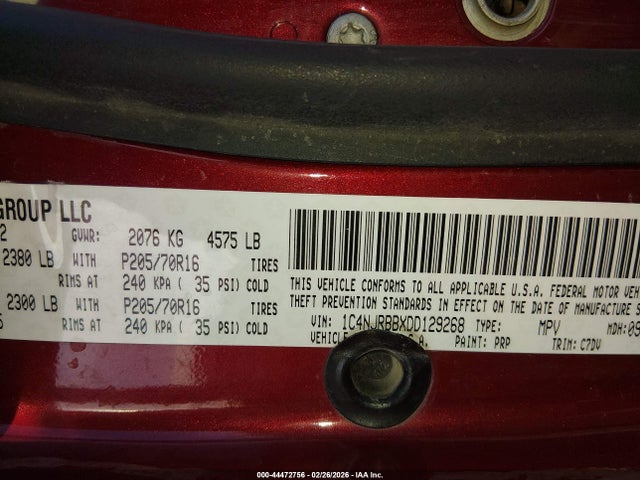 GROUP LLC
2 GVWR: 2076 KG 4575 LB
2380 LB WITH P205/70R16 TIRES
RIMS AT 240 KPA ( 35 PSI) COLD
2300 LB WITH P205/70R16 TIRES
RIMS AT 240 KPA ( 35 PSI) COLD
THIS VEHICLE CONFORMS TO ALL APPLICABLE U.S.A. FEDERAL MOTOR VEH
THEFT PREVENTION STANDARDS IN EFFECT ON THE DATE OF MANUFACTURE S
VIN: 1C4NJRBBXDD129268 TYPE: MPV MDH:09
VEHICLE S.A. PAINT: PRP TRIM: C7DV
000-44472756 - 02/26/2026 - IAA Inc.